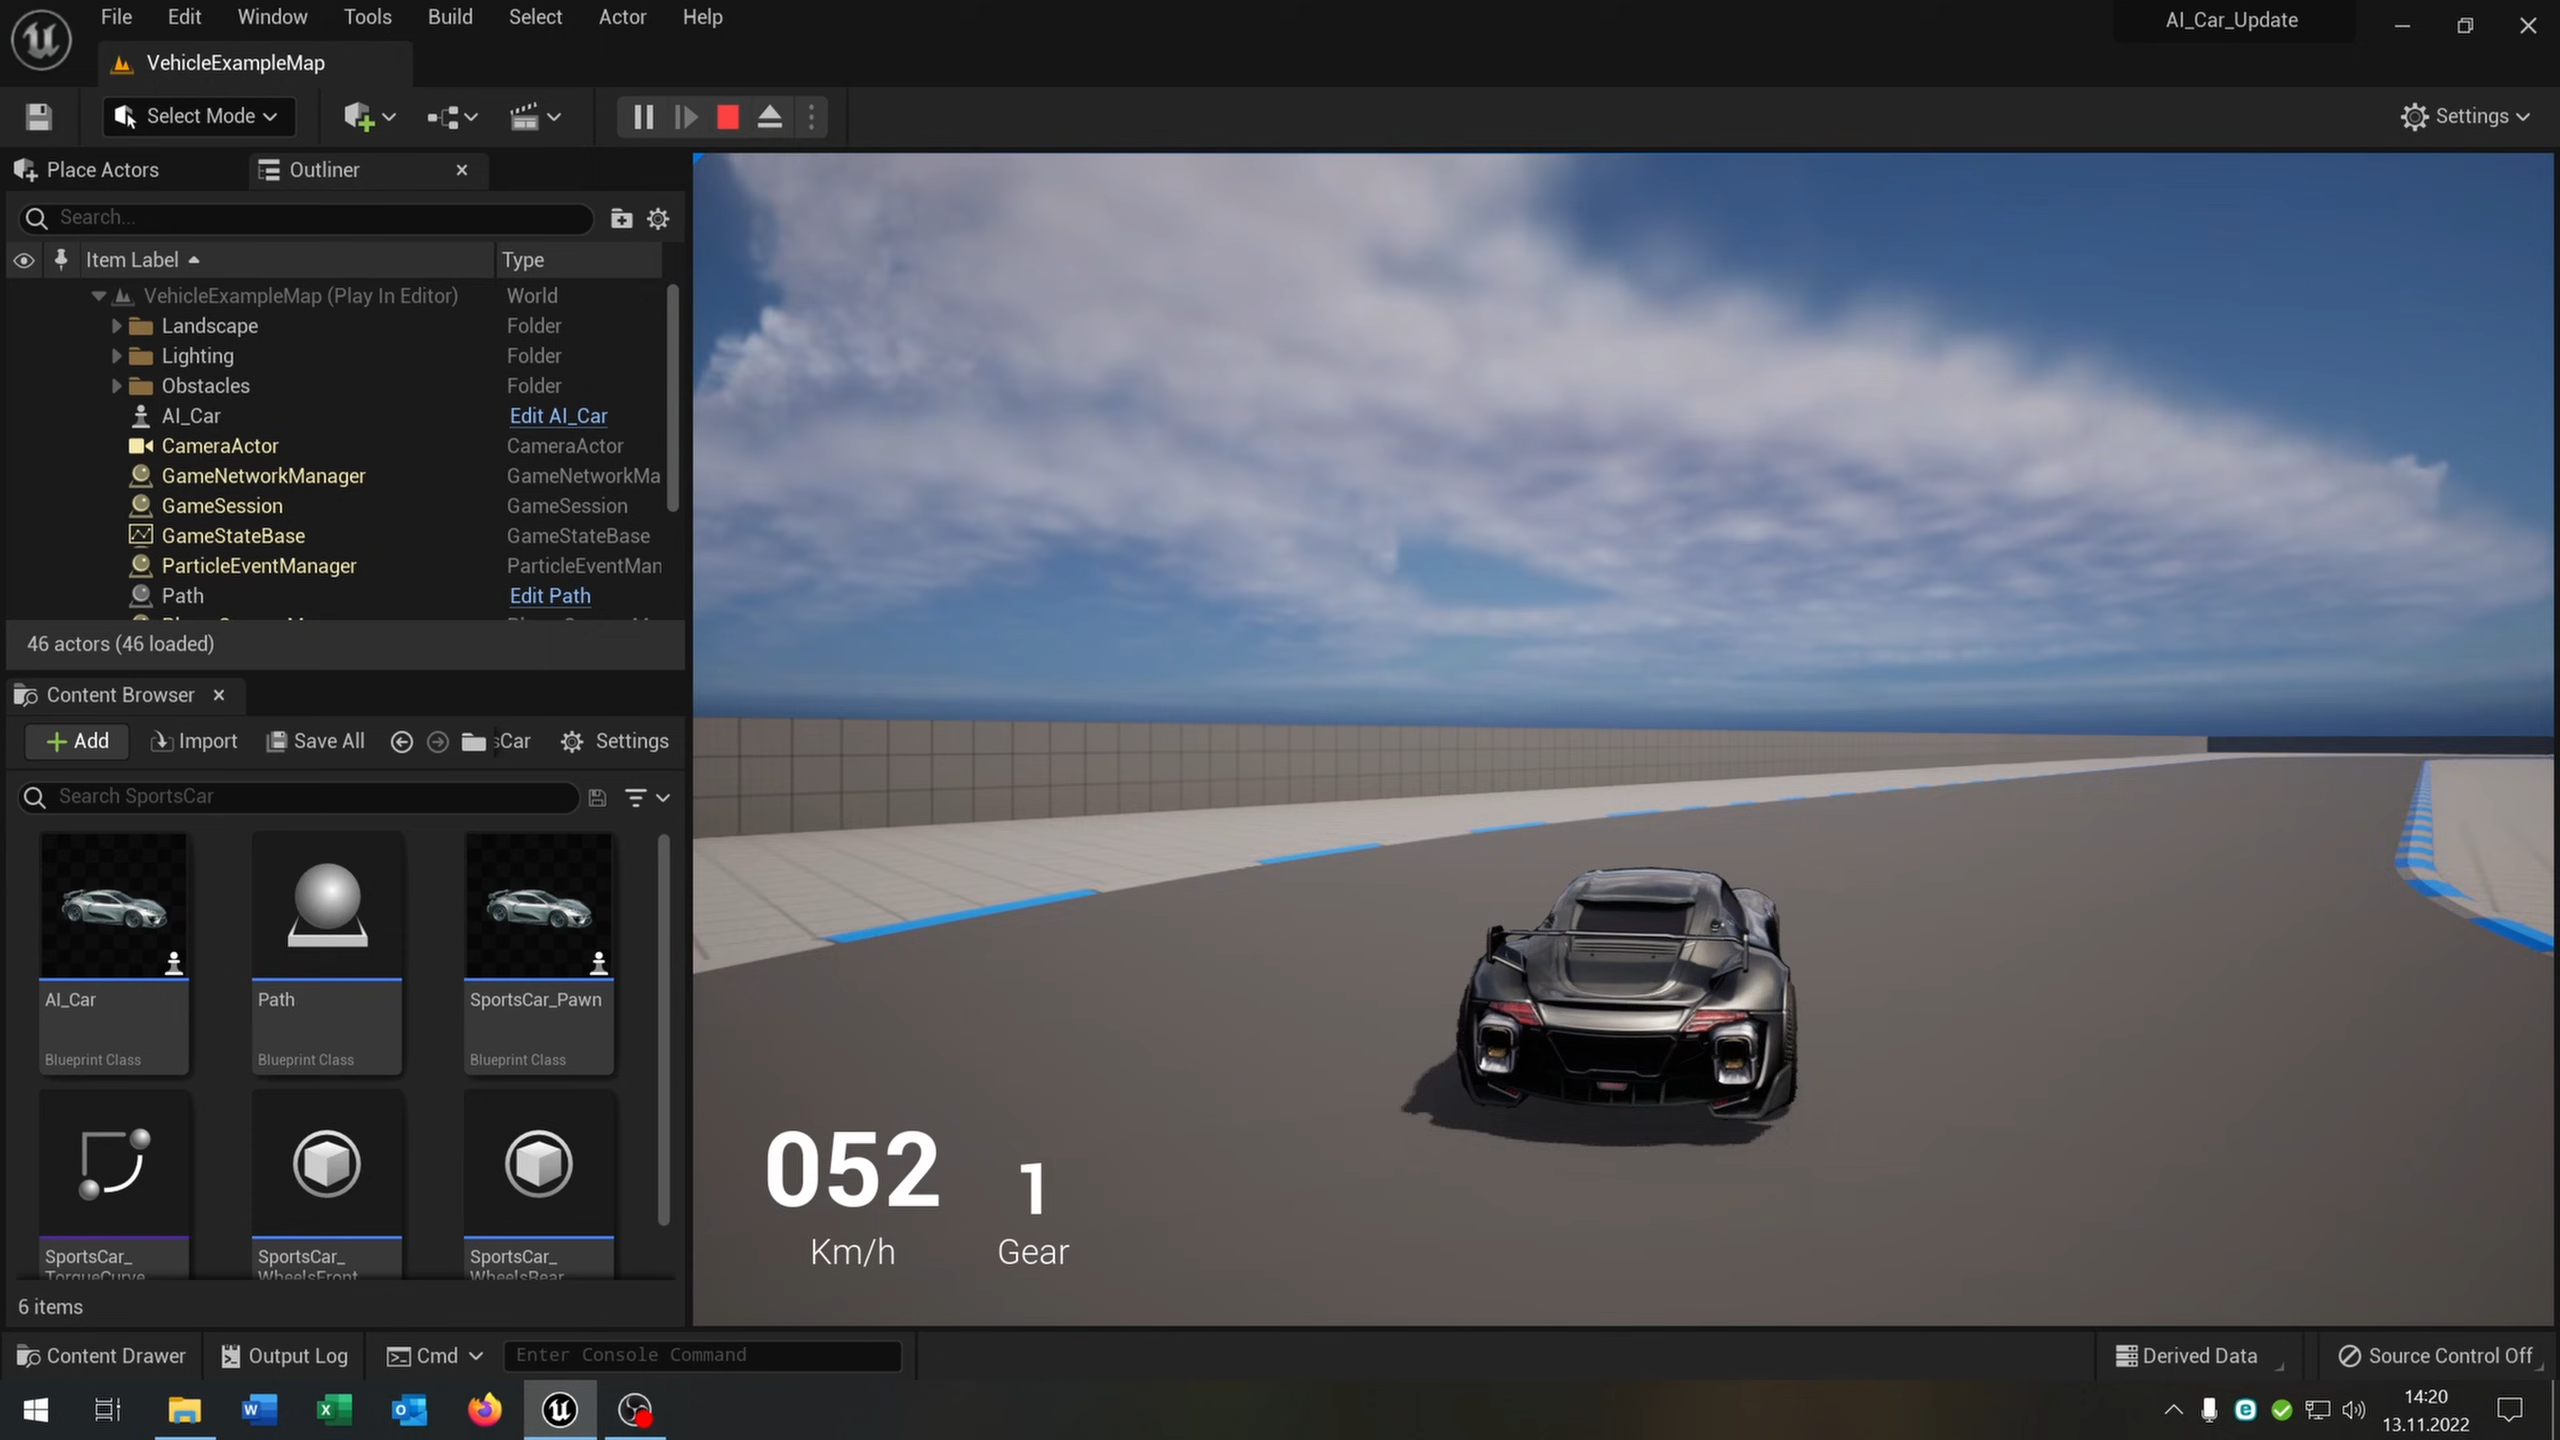 File Edit Window Tools Build Select Actor Help
AI_Car_Update
VehicleExampleMap
Select Mode
Settings
Place Actors
Outliner
Search...
Item Label Type
VehicleExampleMap (Play In Editor) World
Landscape Folder
Lighting Folder
Obstacles Folder
AI_Car Edit AI_Car
CameraActor CameraActor
GameNetworkManager GameNetworkMa
GameSession GameSession
GameStateBase GameStateBase
ParticleEventManager ParticleEventMan
Path Edit Path
46 actors (46 loaded)
Content Browser
Add Import Save All sCar Settings
Search SportsCar
AI_Car Path SportsCar_Pawn
Blueprint Class Blueprint Class Blueprint Class
SportsCar_ SportsCar_ SportsCar_
TorqueCurve WheelsFront WheelsRear
6 items
052 1
Km/h Gear
Content Drawer Output Log Cmd Enter Console Command Derived Data Source Control Off
14:20
13.11.2022